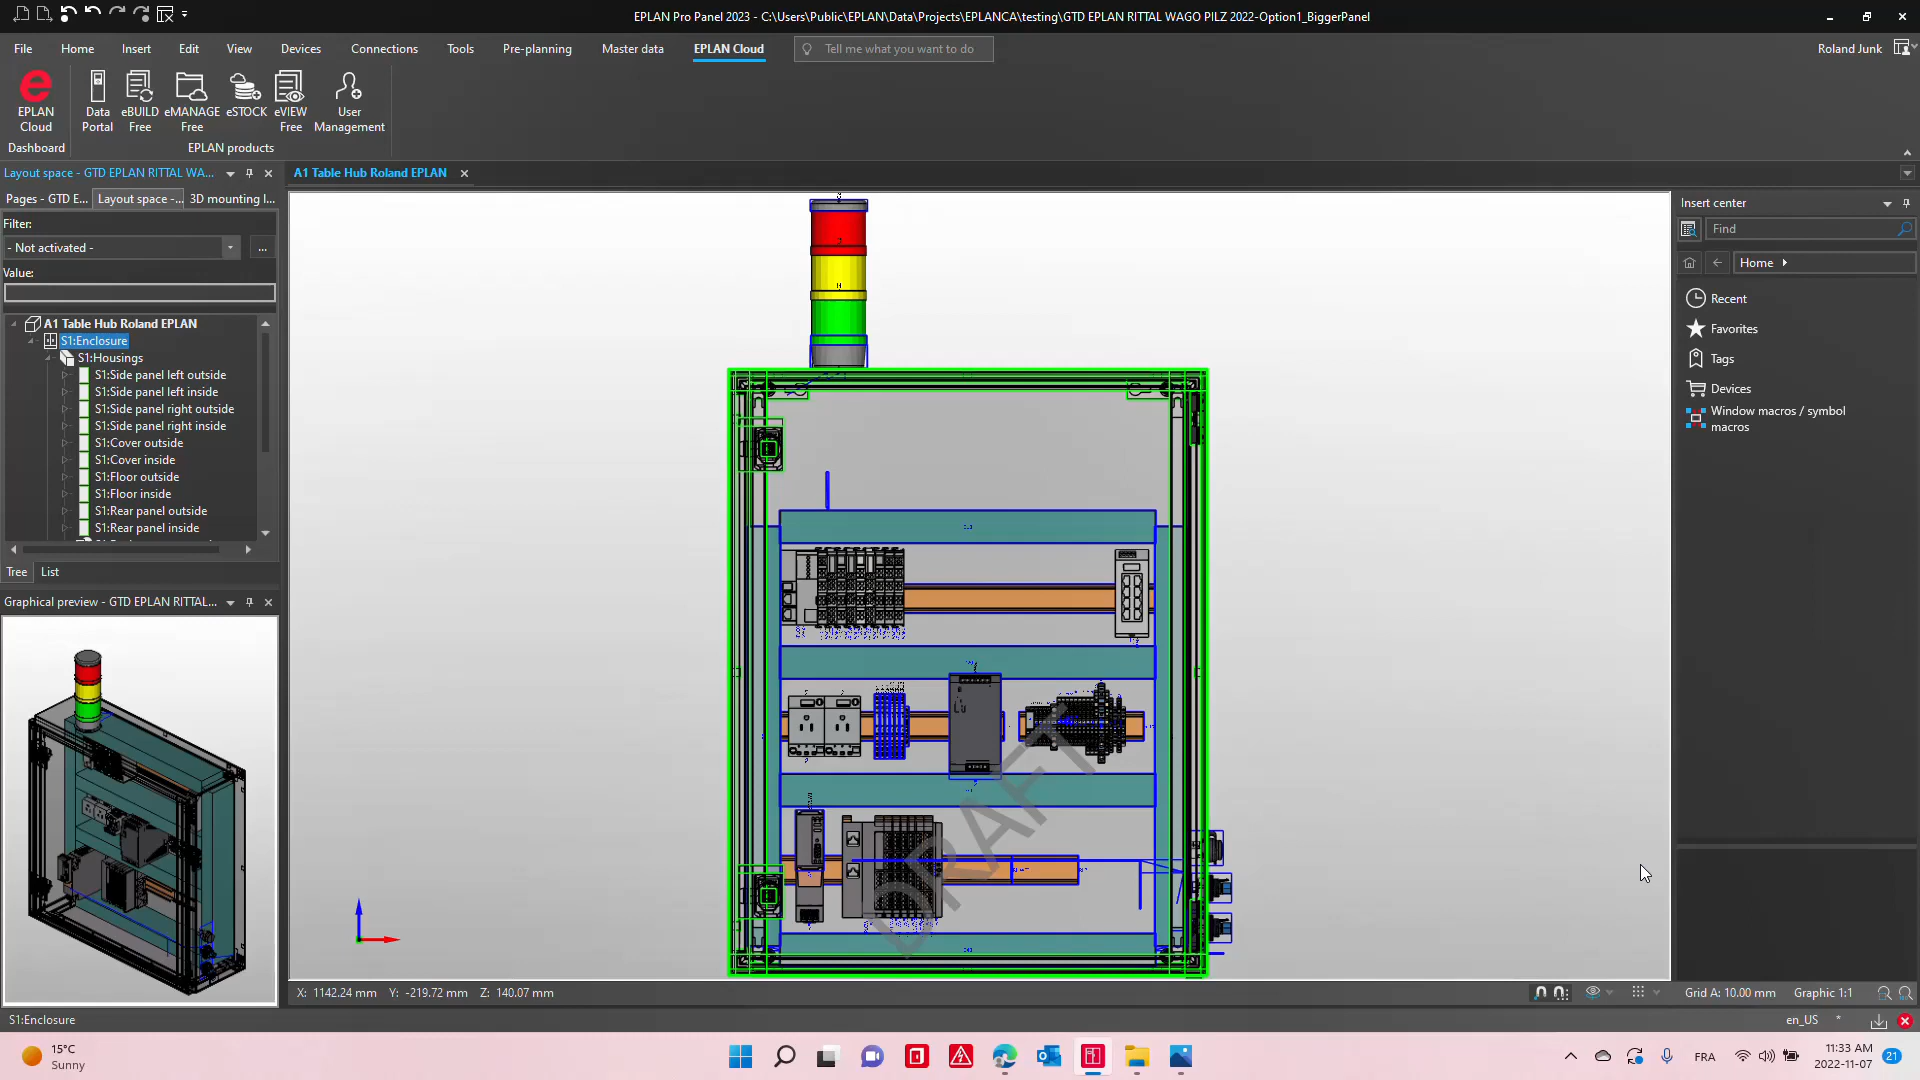 EPLAN Pro Panel 2023 - C:\Users\Public\EPLAN\Data\Projects\EPLANCA\testing\GTD EPLAN RITTAL WAGO PILZ 2022-Option1_BiggerPanel
File Home Insert Edit View Devices Connections Tools Pre-planning Master data EPLAN Cloud Tell me what you want to do Roland Junk
EPLAN Cloud
Data Portal
eBUILD Free
eMANAGE Free
eSTOCK
eVIEW Free
User Management
Dashboard EPLAN products
Layout space - GTD EPLAN RITTAL WA...
A1 Table Hub Roland EPLAN
Pages - GTD E... Layout space -... 3D mounting l...
Filter:
- Not activated -
...
Value:
A1 Table Hub Roland EPLAN
S1:Enclosure
S1:Housings
S1:Side panel left outside
S1:Side panel left inside
S1:Side panel right outside
S1:Side panel right inside
S1:Cover outside
S1:Cover inside
S1:Floor outside
S1:Floor inside
S1:Rear panel outside
S1:Rear panel inside
Tree List
Graphical preview - GTD EPLAN RITTAL...
DRAFT
Insert center
Find
Home
Recent
Favorites
Tags
Devices
Window macros / symbol
macros
X: 1142.24 mm Y: -219.72 mm Z: 140.07 mm
Grid A: 10.00 mm Graphic 1:1
S1:Enclosure
en_US *
15°C
Sunny
FRA
11:33 AM
2022-11-07
21